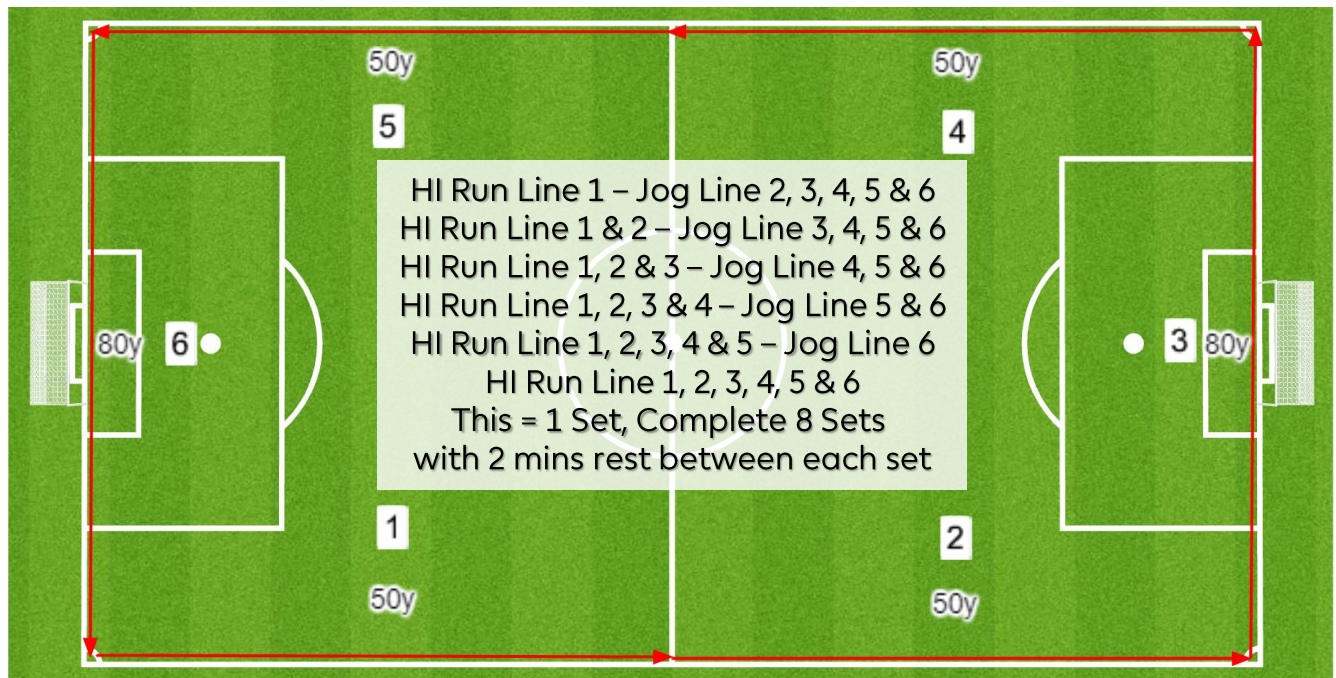 50y
50y
5
4
HI Run Line 1 – Jog Line 2, 3, 4, 5 & 6
HI Run Line 1 & 2 – Jog Line 3, 4, 5 & 6
HI Run Line 1, 2 & 3 – Jog Line 4, 5 & 6
HI Run Line 1, 2, 3 & 4 – Jog Line 5 & 6
HI Run Line 1, 2, 3, 4 & 5 – Jog Line 6
HI Run Line 1, 2, 3, 4, 5 & 6
This = 1 Set, Complete 8 Sets
with 2 mins rest between each set
80y
6
3
80y
1
2
50y
50y